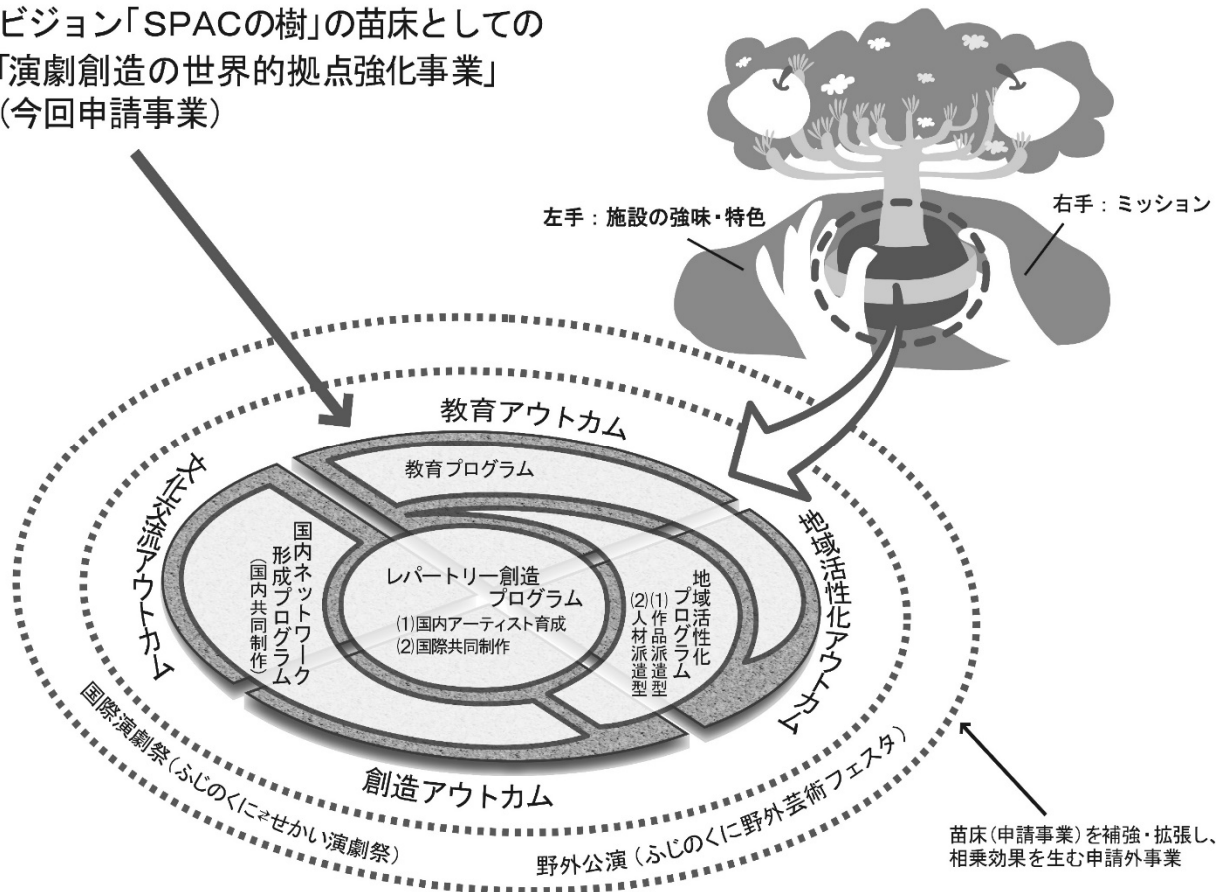 ビジョン「SPACの樹」の苗床としての
「演劇創造の世界的拠点強化事業」
(今回申請事業)
左手：施設の強味・特色
右手：ミッション
教育アウトカム
教育プログラム
文化交流アウトカム
国内ネットワーク
形成プログラム
(国内共同制作)
レパートリー創造
プログラム
(1)国内アーティスト育成
(2)国際共同制作
地域活性化
プログラム
(1)作品派遣型
(2)人材派遣型
地域活性化アウトカム
創造アウトカム
国際演劇祭(ふじのくに⇄せかい演劇祭)
野外公演(ふじのくに野外芸術フェスタ)
苗床(申請事業)を補強・拡張し、
相乗効果を生む申請外事業